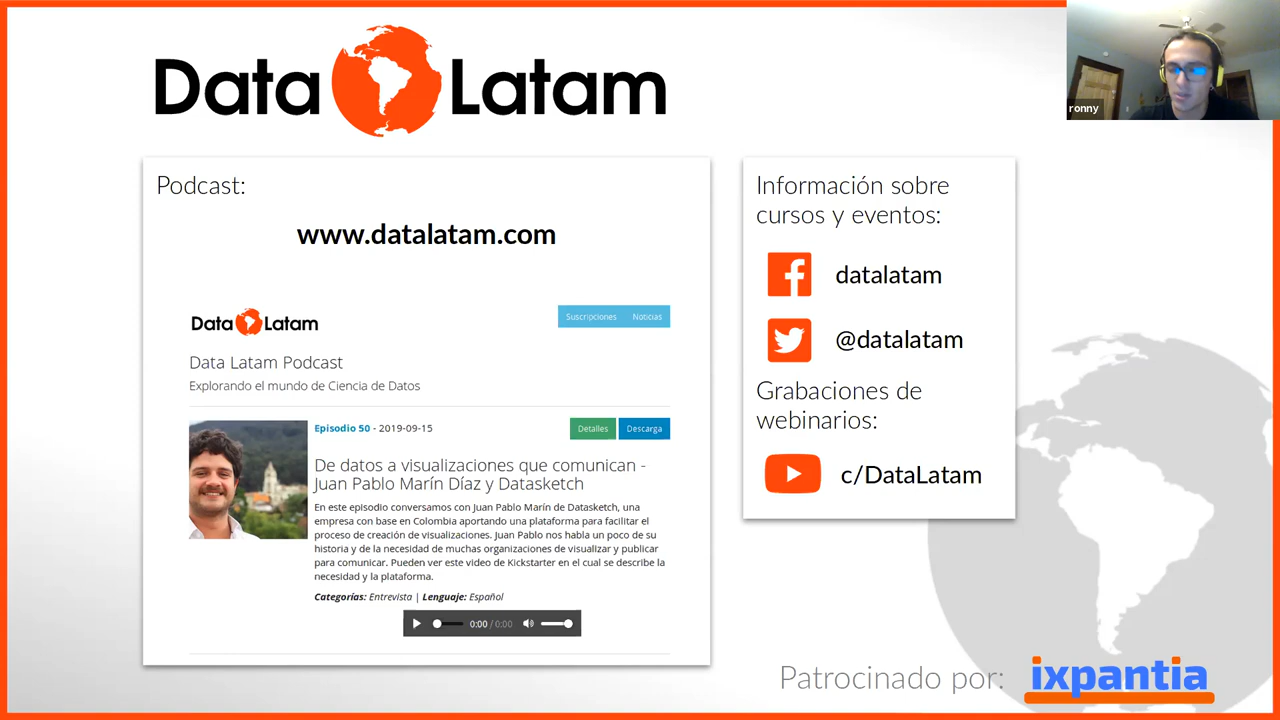 Data Latam
ronny
Podcast:
www.datalatam.com
Data Latam
Suscripciones Noticias
Data Latam Podcast
Explorando el mundo de Ciencia de Datos
Episodio 50 - 2019-09-15
Detalles Descarga
De datos a visualizaciones que comunican -
Juan Pablo Marín Díaz y Datasketch
En este episodio conversamos con Juan Pablo Marín de Datasketch, una
empresa con base en Colombia aportando una plataforma para facilitar el
proceso de creación de visualizaciones. Juan Pablo nos habla un poco de su
historia y de la necesidad de muchas organizaciones de visualizar y publicar
para comunicar. Pueden ver este video de Kickstarter en el cual se describe la
necesidad y la plataforma.
Categorías: Entrevista | Lenguaje: Español
0:00 / 0:00
Información sobre
cursos y eventos:
datalatam
@datalatam
Grabaciones de
webinarios:
c/DataLatam
Patrocinado por: ixpantia